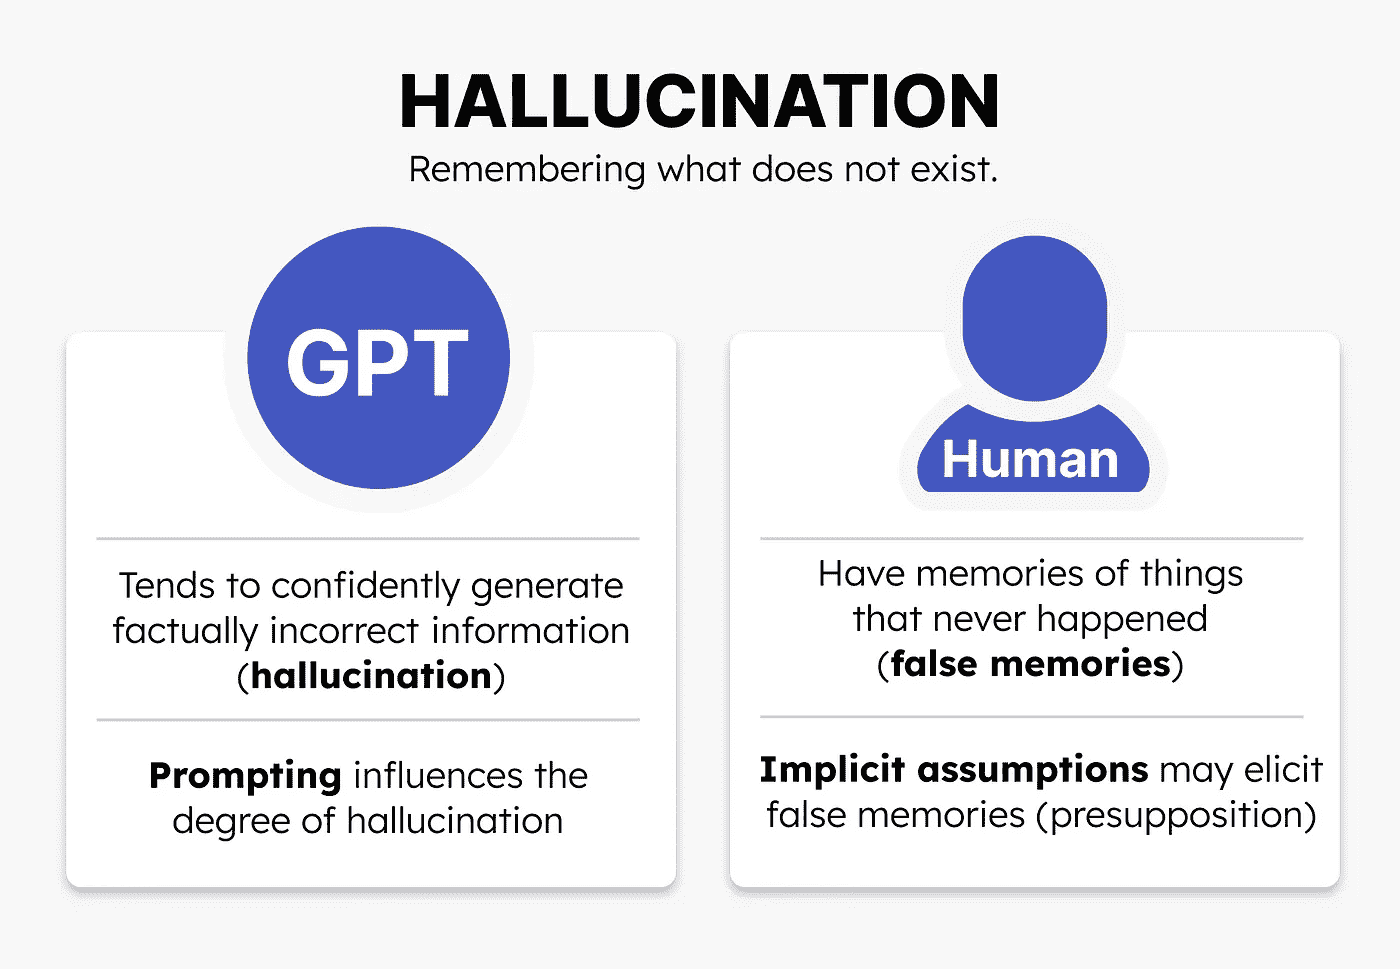 HALLUCINATION
Remembering what does not exist.
GPT
Tends to confidently generate
factually incorrect information
(hallucination)
Prompting influences the
degree of hallucination
Human
Have memories of things
that never happened
(false memories)
Implicit assumptions may elicit
false memories (presupposition)